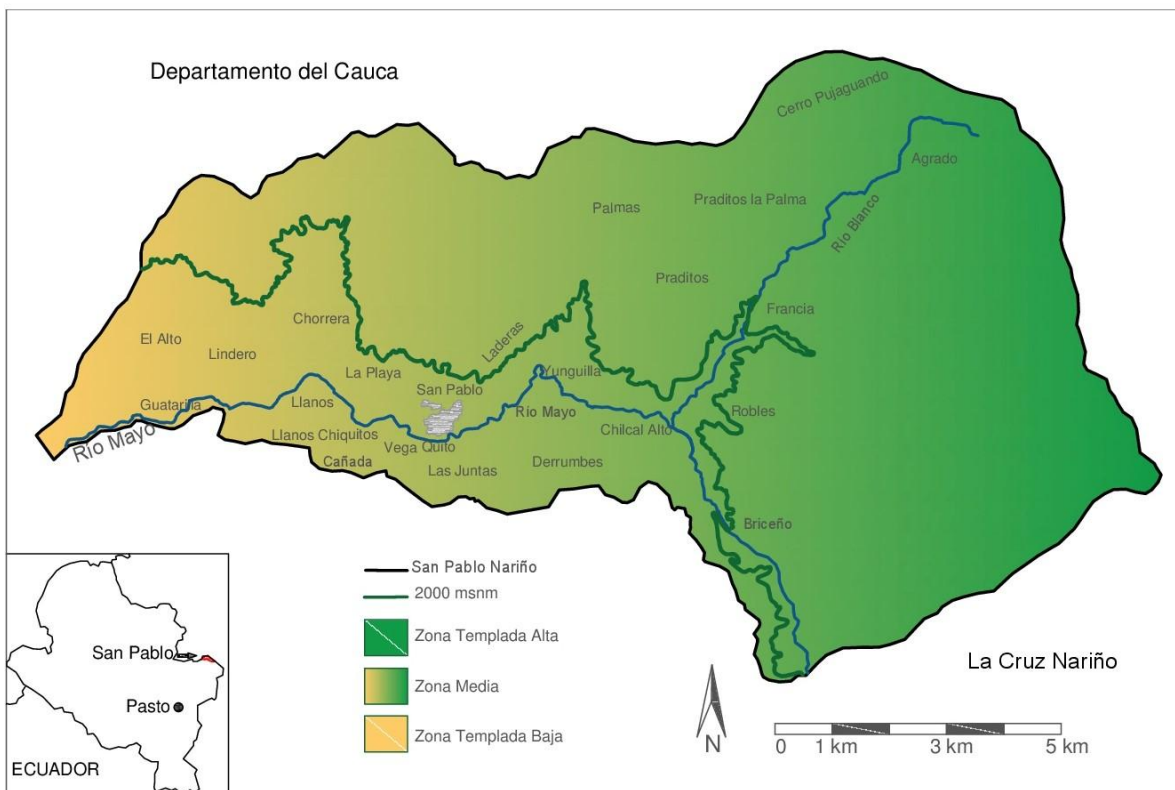 Departamento del Cauca
Cerro Pujaguando
Agrado
Palmas
Praditos la Palma
Río Blanco
Praditos
Francia
Chorrera
El Alto
Lindero
Laderas
La Playa
San Pablo
Yunguilla
Guatarilla
Llanos
Río Mayo
Robles
Río Mayo
Llanos Chiquitos
Vega Quito
Chilcal Alto
Cañada
Las Juntas
Derrumbes
Briceño
San Pablo Nariño
2000 msnm
Zona Templada Alta
Zona Media
Zona Templada Baja
La Cruz Nariño
San Pablo
Pasto
ECUADOR
N
0 1 km 3 km 5 km